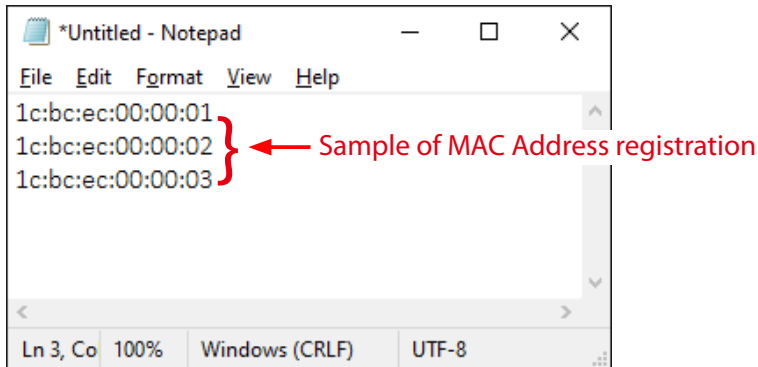 *Untitled - Notepad
File Edit Format View Help
1c:bc:ec:00:00:01
1c:bc:ec:00:00:02
1c:bc:ec:00:00:03
Sample of MAC Address registration
Ln 3, Co 100% Windows (CRLF) UTF-8